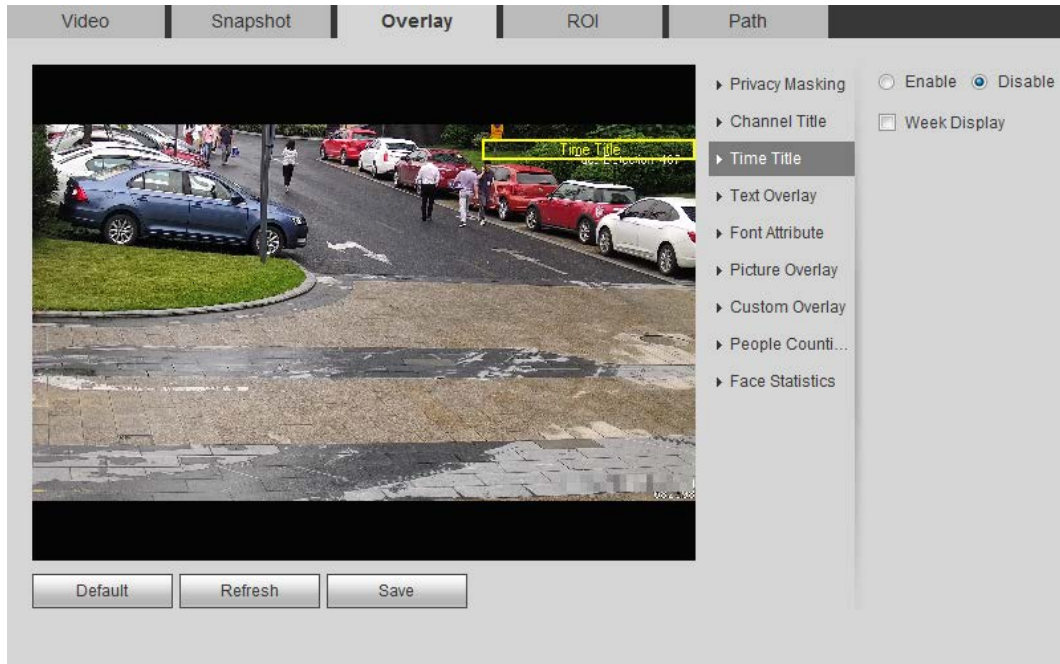 Video Snapshot Overlay ROI Path
Privacy Masking
Channel Title
Time Title
Text Overlay
Font Attribute
Picture Overlay
Custom Overlay
People Counti...
Face Statistics
Enable Disable
Week Display
Time Title
Default Refresh Save